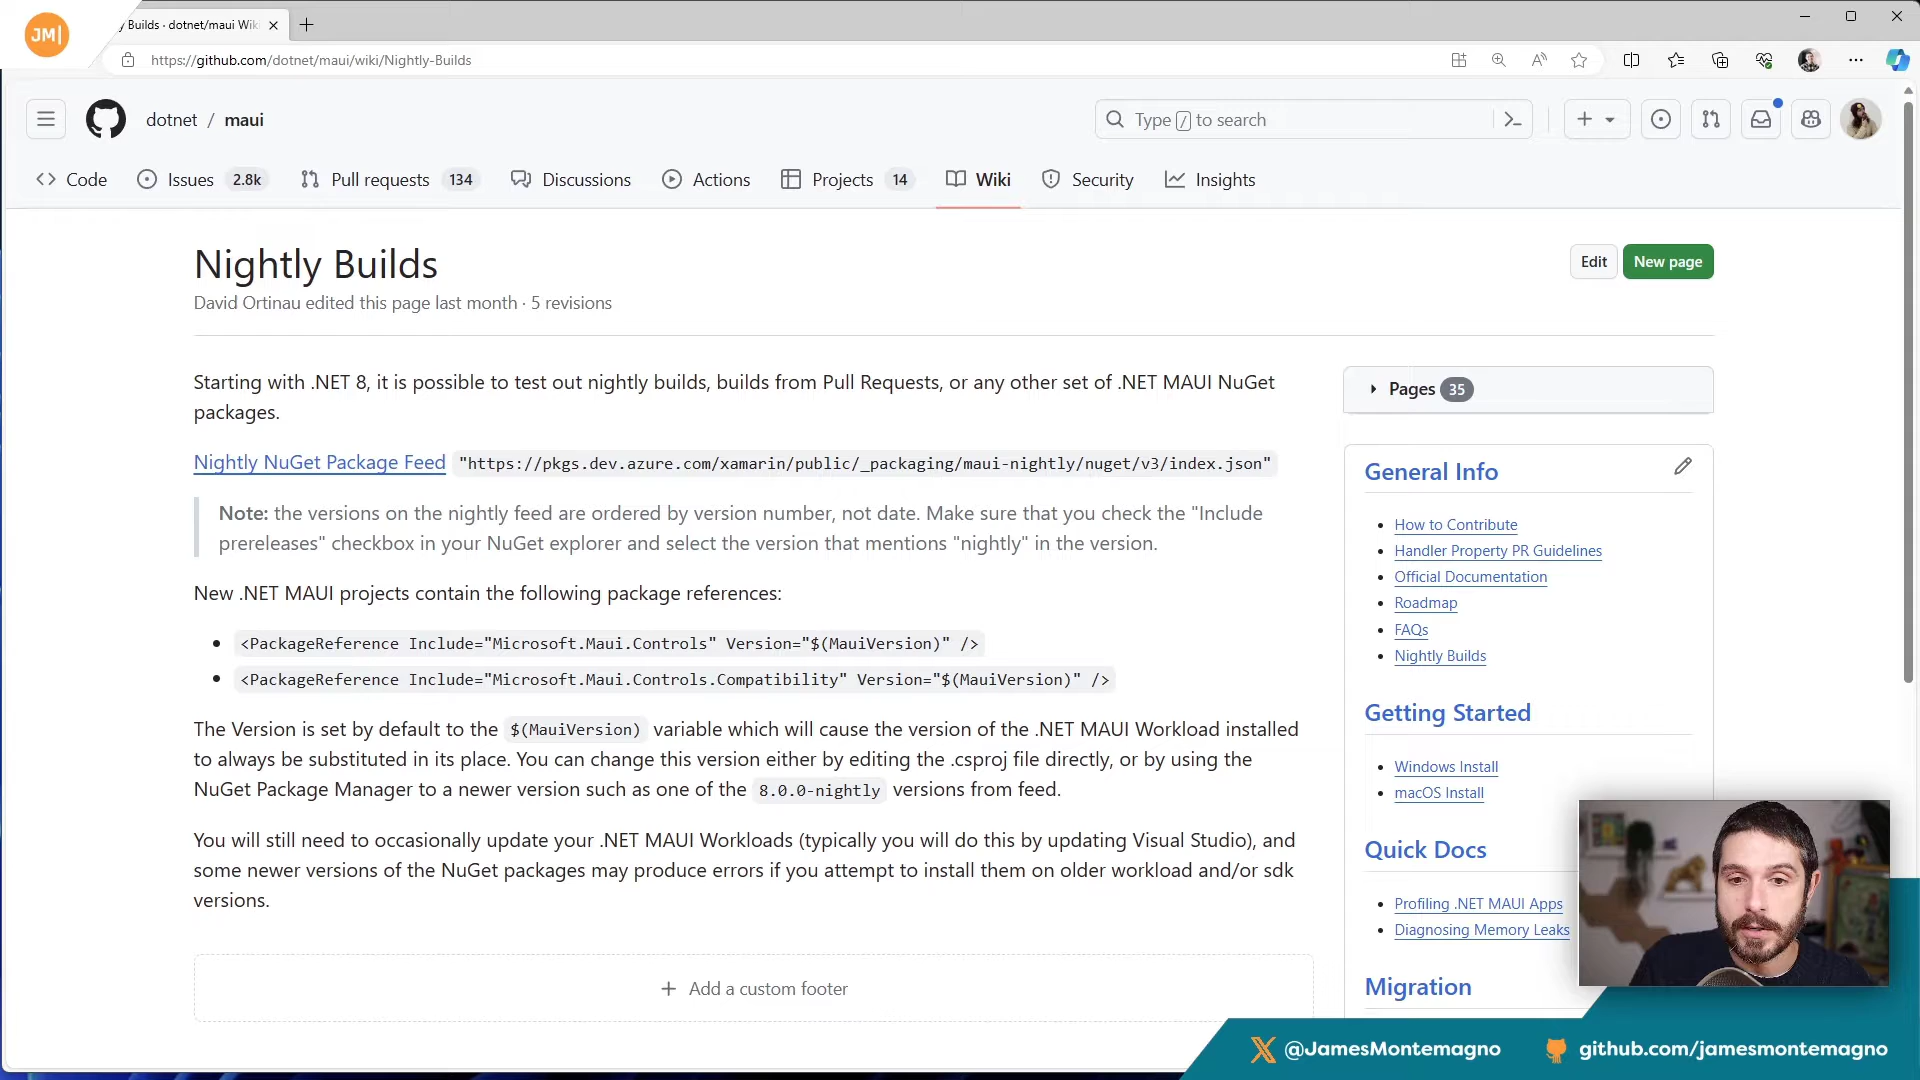 JM|
y Builds · dotnet/maui Wiki
https://github.com/dotnet/maui/wiki/Nightly-Builds
dotnet / maui
Type / to search
Code
Issues 2.8k
Pull requests 134
Discussions
Actions
Projects 14
Wiki
Security
Insights
Nightly Builds
Edit
New page
David Ortinau edited this page last month · 5 revisions
Starting with .NET 8, it is possible to test out nightly builds, builds from Pull Requests, or any other set of .NET MAUI NuGet
packages.
Nightly NuGet Package Feed "https://pkgs.dev.azure.com/xamarin/public/_packaging/maui-nightly/nuget/v3/index.json"
Note: the versions on the nightly feed are ordered by version number, not date. Make sure that you check the "Include
prereleases" checkbox in your NuGet explorer and select the version that mentions "nightly" in the version.
New .NET MAUI projects contain the following package references:
<PackageReference Include="Microsoft.Maui.Controls" Version="$(MauiVersion)" />
<PackageReference Include="Microsoft.Maui.Controls.Compatibility" Version="$(MauiVersion)" />
The Version is set by default to the $(MauiVersion) variable which will cause the version of the .NET MAUI Workload installed
to always be substituted in its place. You can change this version either by editing the .csproj file directly, or by using the
NuGet Package Manager to a newer version such as one of the 8.0.0-nightly versions from feed.
You will still need to occasionally update your .NET MAUI Workloads (typically you will do this by updating Visual Studio), and
some newer versions of the NuGet packages may produce errors if you attempt to install them on older workload and/or sdk
versions.
Add a custom footer
Pages 35
General Info
How to Contribute
Handler Property PR Guidelines
Official Documentation
Roadmap
FAQs
Nightly Builds
Getting Started
Windows Install
macOS Install
Quick Docs
Profiling .NET MAUI Apps
Diagnosing Memory Leaks
Migration
@JamesMontemagno
github.com/jamesmontemagno